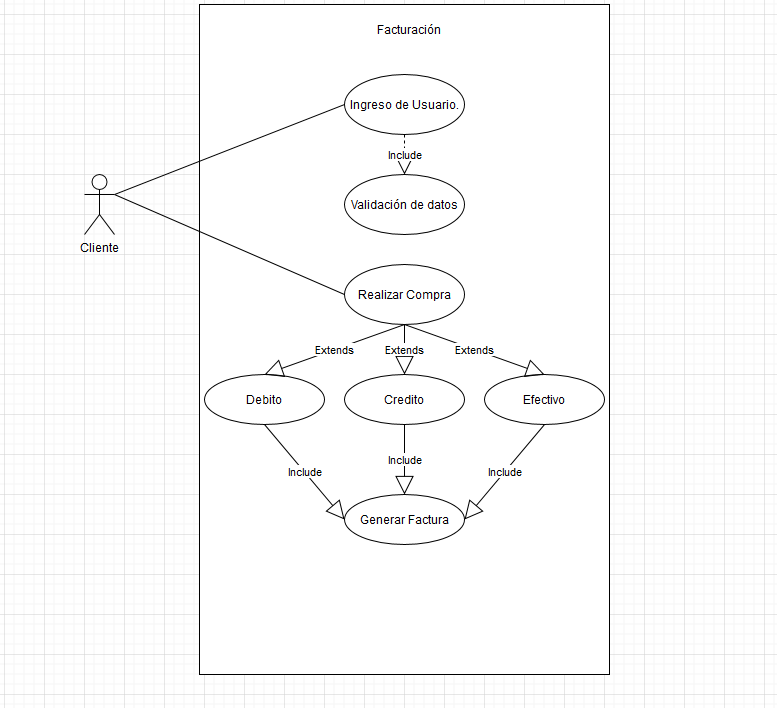 Facturación
Ingreso de Usuario.
Include
Validación de datos
Cliente
Realizar Compra
Extends
Extends
Extends
Debito
Credito
Efectivo
Include
Include
Include
Generar Factura